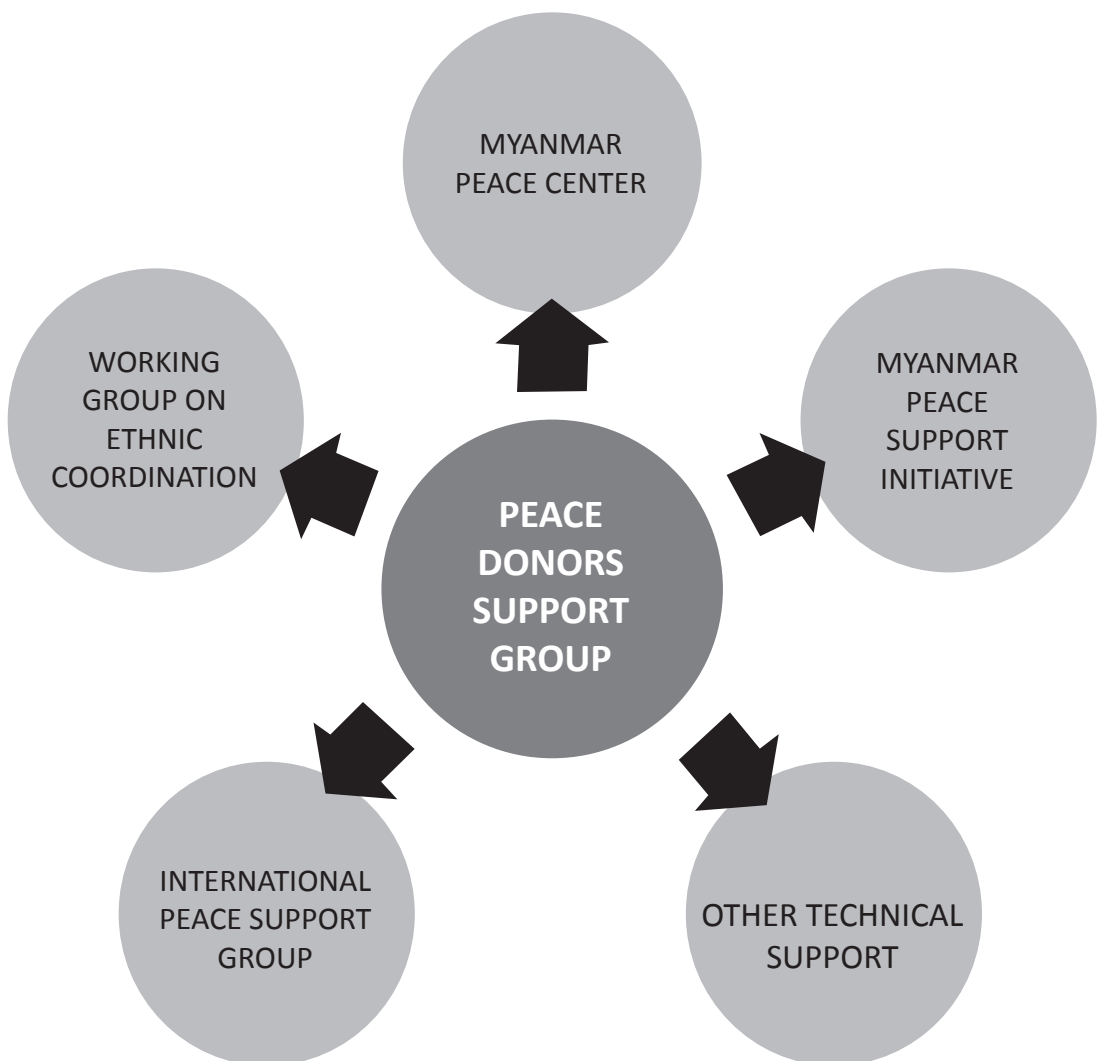 MYANMAR
PEACE CENTER
WORKING
GROUP ON
ETHNIC
COORDINATION
MYANMAR
PEACE
SUPPORT
INITIATIVE
PEACE
DONORS
SUPPORT
GROUP
INTERNATIONAL
PEACE SUPPORT
GROUP
OTHER TECHNICAL
SUPPORT